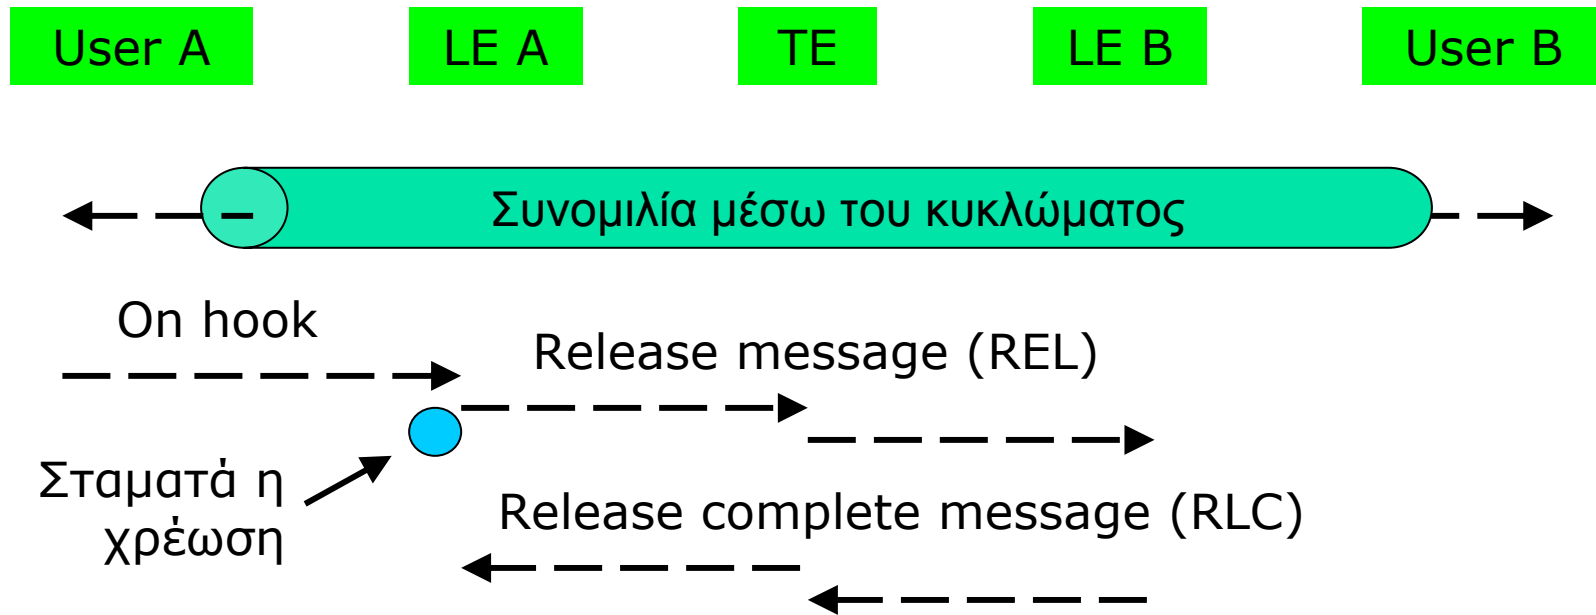 User A
LE A
TE
LE B
User B
Συνομιλία μέσω του κυκλώματος
On hook
Release message (REL)
Σταματά η
χρέωση
Release complete message (RLC)